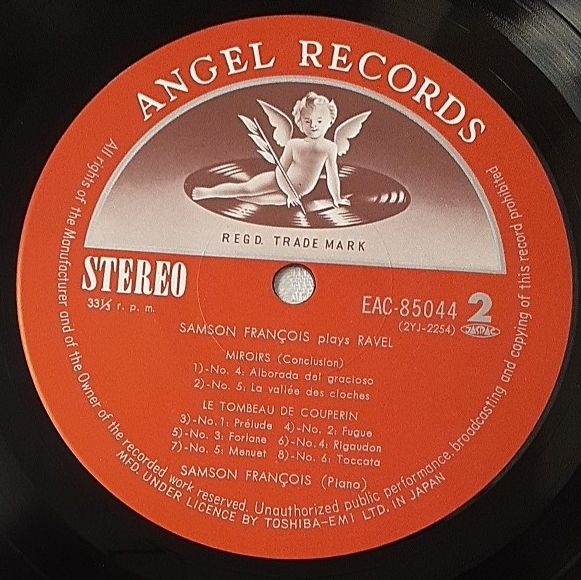 ANGEL RECORDS
REGD. TRADE MARK
STEREO
33⅓ r. p. m.
EAC-85044 2
(2YJ-2254) JASRAC
SAMSON FRANÇOIS plays RAVEL
MIROIRS (Conclusion)
1)-No. 4: Alborada del gracioso
2)-No. 5: La vallée des cloches
LE TOMBEAU DE COUPERIN
3)-No. 1: Prélude 4)-No. 2: Fugue
5)-No. 3: Forlane 6)-No. 4: Rigaudon
7)-No. 5: Menuet 8)-No. 6: Toccata
SAMSON FRANÇOIS (Piano)
All rights of the Manufacturer and of the Owner of the recorded work reserved. Unauthorized public performance, broadcasting and copying of this record prohibited
MFD. UNDER LICENCE BY TOSHIBA-EMI LTD. IN JAPAN